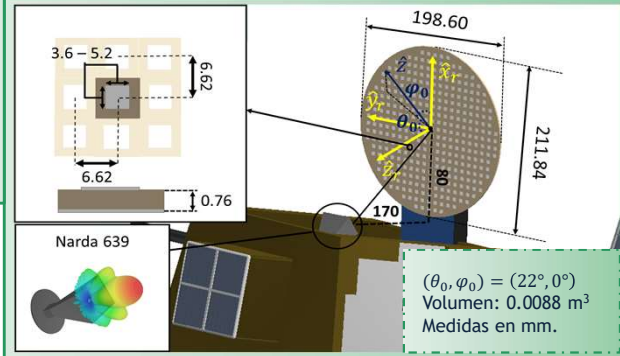 3.6 – 5.2
6.62
6.62
0.76
Narda 639
198.60
211.84
ẑ
φ₀
x̂ᵣ
ŷᵣ
θ₀
ẑᵣ
80
170
(θ₀, φ₀) = (22°, 0°)
Volumen: 0.0088 m³
Medidas en mm.